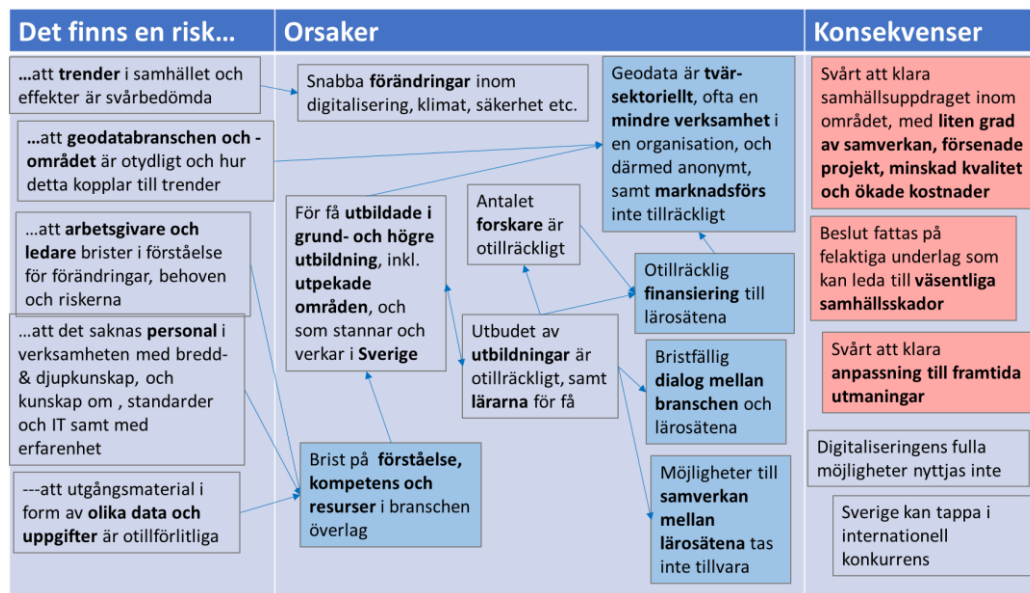 Det finns en risk…
Orsaker
Konsekvenser
…att trender i samhället och
effekter är svårbedömda
…att geodatabranschen och -
området är otydligt och hur
detta kopplar till trender
…att arbetsgivare och
ledare brister i förståelse
för förändringar, behoven
och riskerna
…att det saknas personal i
verksamheten med bredd-
& djupkunskap, och
kunskap om , standarder
och IT samt med
erfarenhet
---att utgångsmaterial i
form av olika data och
uppgifter är otillförlitliga
Snabba förändringar inom
digitalisering, klimat, säkerhet etc.
För få utbildade i
grund- och högre
utbildning, inkl.
utpekade
områden, och
som stannar och
verkar i Sverige
Brist på förståelse,
kompetens och
resurser i branschen
överlag
Antalet
forskare är
otillräckligt
Utbudet av
utbildningar är
otillräckligt, samt
lärarna för få
Geodata är tvär-
sektoriellt, ofta en
mindre verksamhet i
en organisation, och
därmed anonymt,
samt marknadsförs
inte tillräckligt
Otillräcklig
finansiering till
lärosätena
Bristfällig
dialog mellan
branschen och
lärosätena
Möjligheter till
samverkan
mellan
lärosätena tas
inte tillvara
Svårt att klara
samhällsuppdraget inom
området, med liten grad
av samverkan, försenade
projekt, minskad kvalitet
och ökade kostnader
Beslut fattas på
felaktiga underlag som
kan leda till väsentliga
samhällsskador
Svårt att klara
anpassning till framtida
utmaningar
Digitaliseringens fulla
möjligheter nyttjas inte
Sverige kan tappa i
internationell
konkurrens